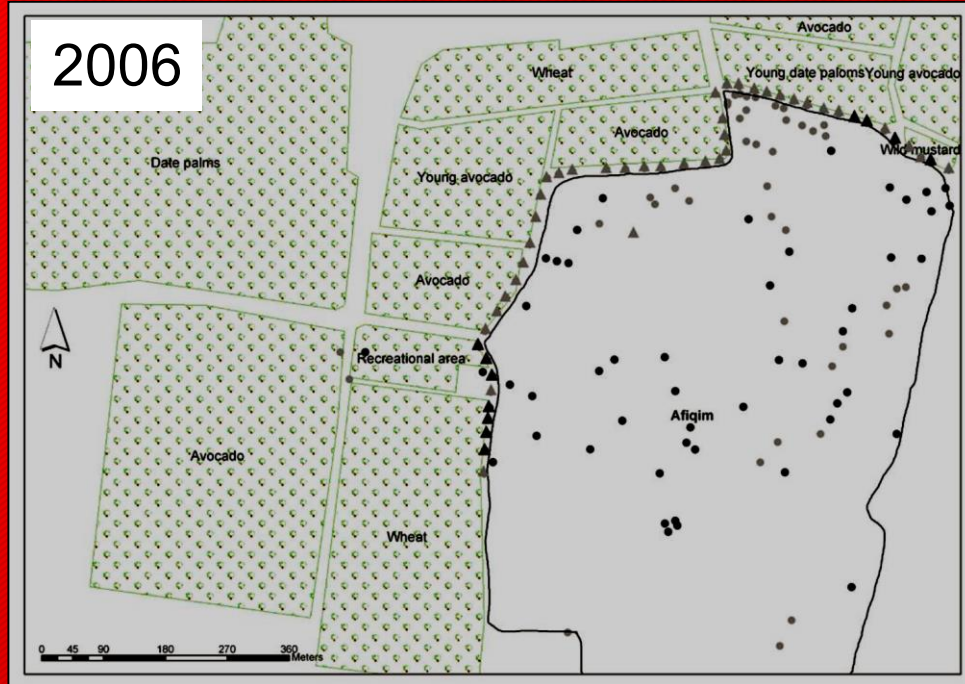 2006
Avocado
Wheat
Young date paloms Young avocado
Avocado
Wild mustard
Date palms
Young avocado
Avocado
N
Recreational area
Afiqim
Avocado
Wheat
0 45 90 180 270 360
Meters